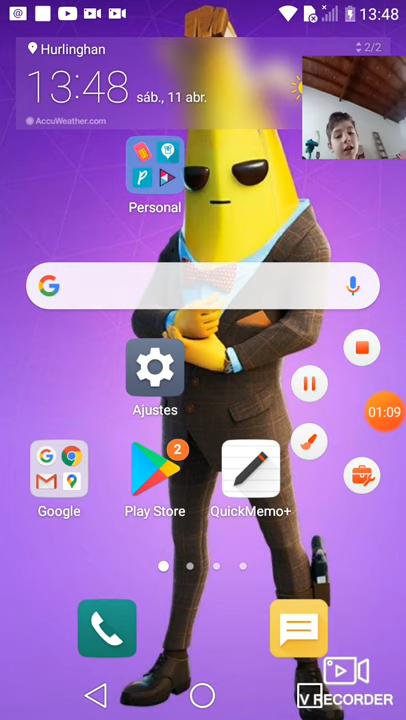 13:48
Hurlinghan
2/2
13:48 sáb., 11 abr.
AccuWeather.com
Personal
Ajustes
01:09
2
Google
Play Store
QuickMemo+
V RECORDER